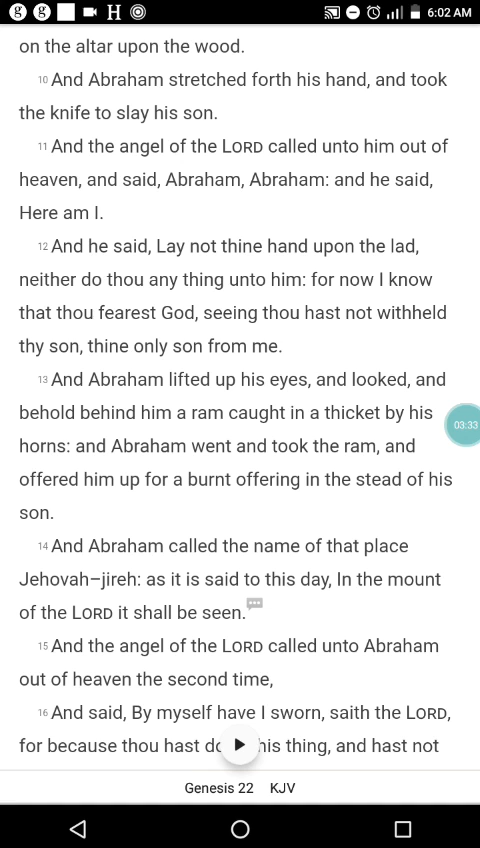 g g H 6:02 AM
on the altar upon the wood.
10 And Abraham stretched forth his hand, and took
the knife to slay his son.
11 And the angel of the LORD called unto him out of
heaven, and said, Abraham, Abraham: and he said,
Here am I.
12 And he said, Lay not thine hand upon the lad,
neither do thou any thing unto him: for now I know
that thou fearest God, seeing thou hast not withheld
thy son, thine only son from me.
13 And Abraham lifted up his eyes, and looked, and
behold behind him a ram caught in a thicket by his
03:33
horns: and Abraham went and took the ram, and
offered him up for a burnt offering in the stead of his
son.
14 And Abraham called the name of that place
Jehovah–jireh: as it is said to this day, In the mount
of the LORD it shall be seen.
15 And the angel of the LORD called unto Abraham
out of heaven the second time,
16 And said, By myself have I sworn, saith the LORD,
for because thou hast thing, and hast not
Genesis 22 KJV